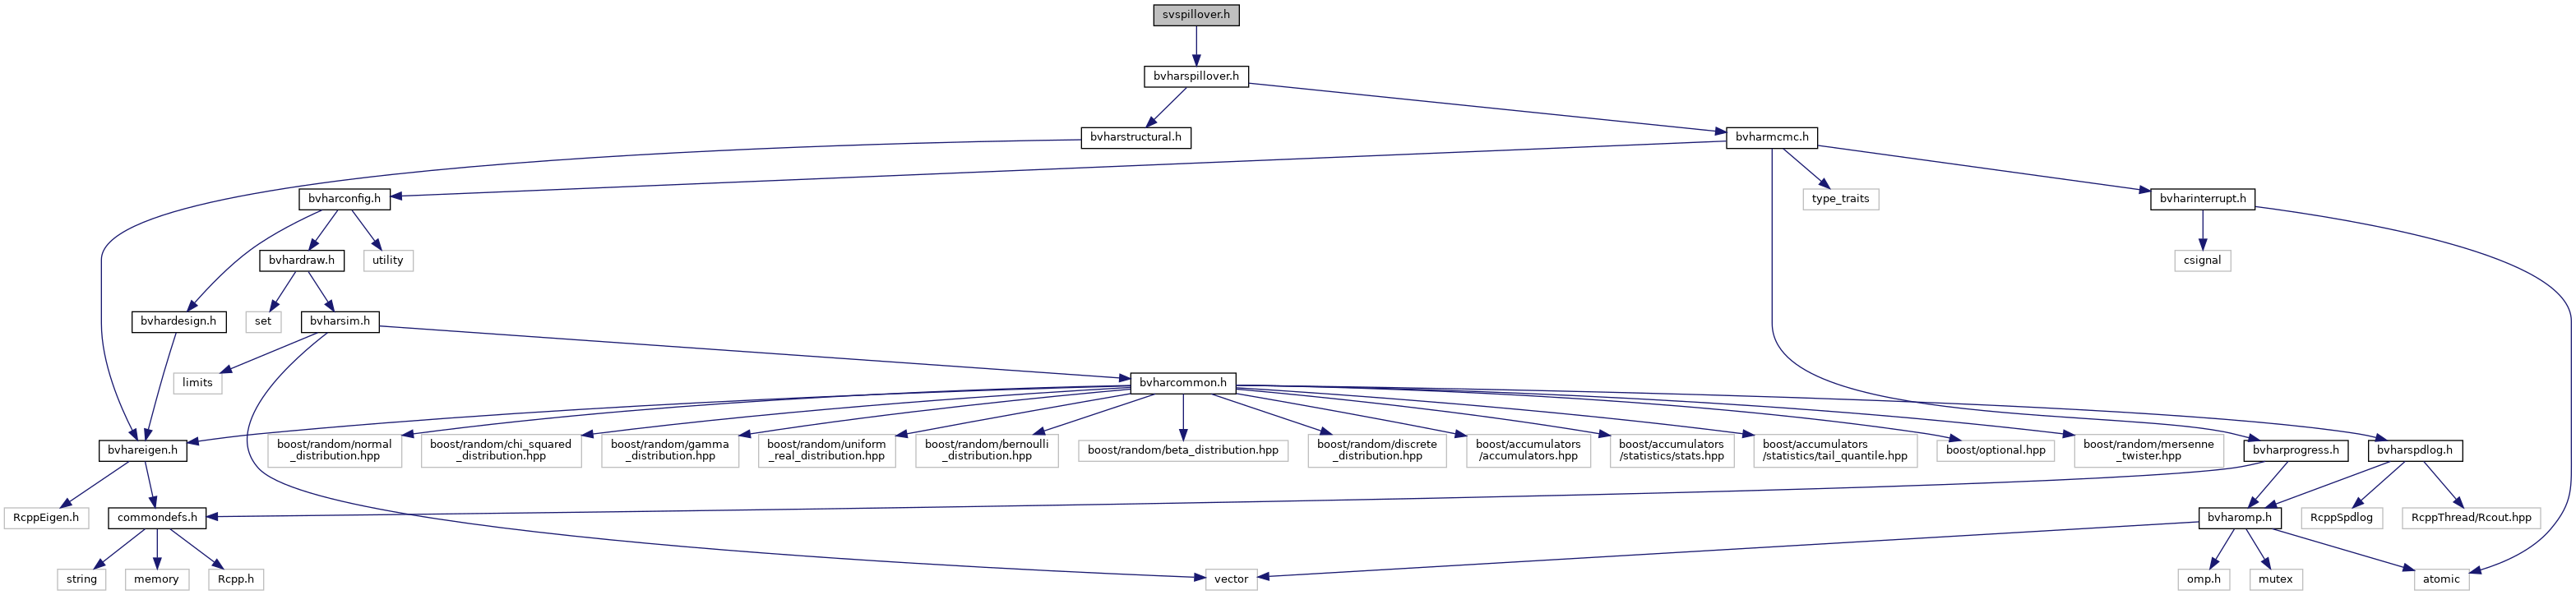 svspillover.h
bvharspillover.h
bvharstructural.h
bvharmcmc.h
bvharconfig.h
type_traits
bvharinterrupt.h
bvhardraw.h
utility
csignal
bvhardesign.h
set
bvharsim.h
limits
bvharcommon.h
bvhareigen.h
boost/random/normal
_distribution.hpp
boost/random/chi_squared
_distribution.hpp
boost/random/gamma
_distribution.hpp
boost/random/uniform
_real_distribution.hpp
boost/random/bernoulli
_distribution.hpp
boost/random/beta_distribution.hpp
boost/random/discrete
_distribution.hpp
boost/accumulators
/accumulators.hpp
boost/accumulators
/statistics/stats.hpp
boost/accumulators
/statistics/tail_quantile.hpp
boost/optional.hpp
boost/random/mersenne
_twister.hpp
bvharprogress.h
bvharspdlog.h
RcppEigen.h
commondefs.h
bvharomp.h
RcppSpdlog
RcppThread/Rcout.hpp
string
memory
Rcpp.h
vector
omp.h
mutex
atomic